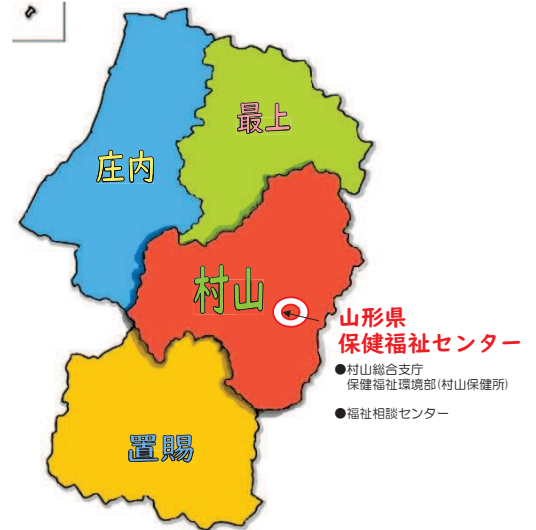 最上
庄内
村山
山形県
保健福祉センター
●村山総合支庁
保健福祉環境部(村山保健所)
●福祉相談センター
置賜